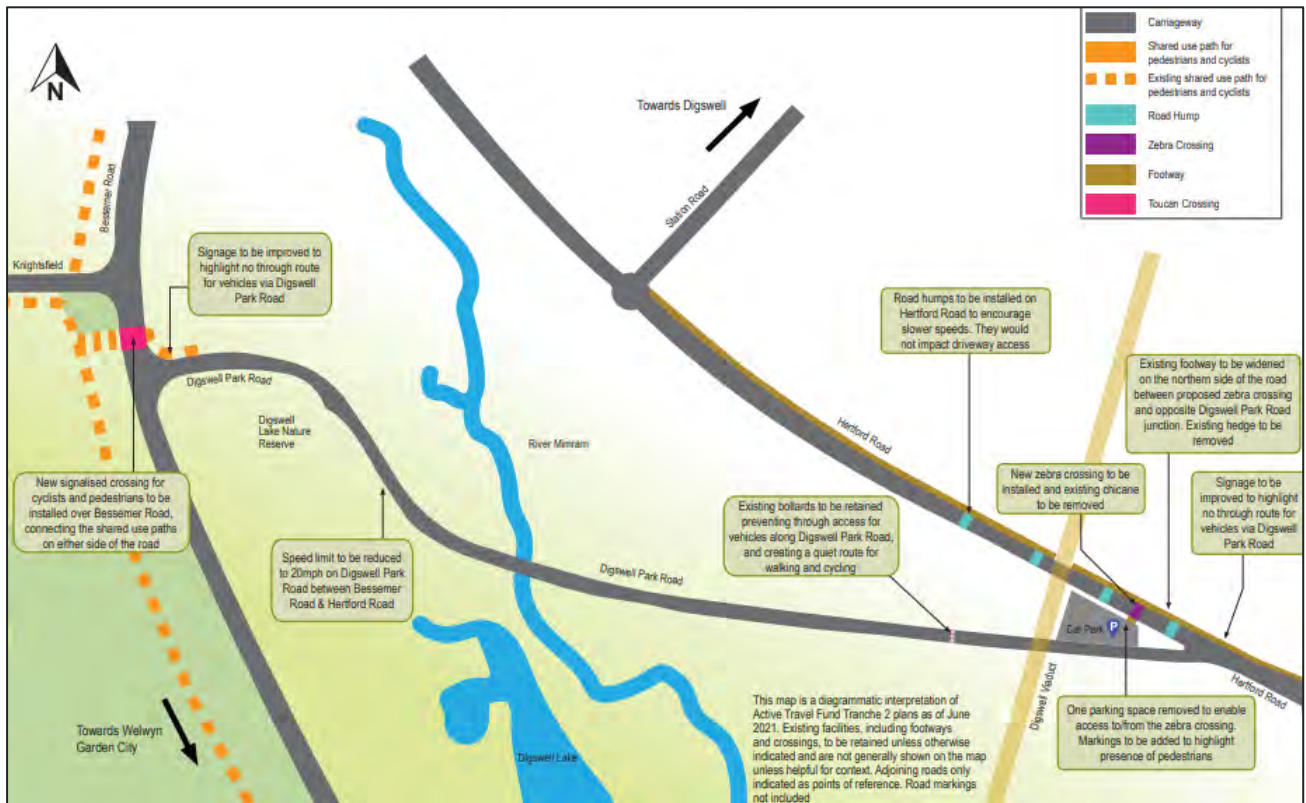 Carriageway
Shared use path for
pedestrians and cyclists
Existing shared use path for
pedestrians and cyclists
Road Hump
Zebra Crossing
Footway
Toucan Crossing
N
Towards Digswell
Station Road
Bessemer Road
Knightsfield
Signage to be improved to
highlight no through route
for vehicles via Digswell
Park Road
Digswell Park Road
Digswell
Lake Nature
Reserve
River Mimram
Hertford Road
Road humps to be installed on
Hertford Road to encourage
slower speeds. They would
not impact driveway access
Existing footway to be widened
on the northern side of the road
between proposed zebra crossing
and opposite Digswell Park Road
junction. Existing hedge to be
removed
New zebra crossing to be
installed and existing chicane
to be removed
Signage to be
improved to highlight
no through route for
vehicles via Digswell
Park Road
New signalised crossing for
cyclists and pedestrians to be
installed over Bessemer Road,
connecting the shared use paths
on either side of the road
Speed limit to be reduced
to 20mph on Digswell Park
Road between Bessemer
Road & Hertford Road
Existing bollards to be retained
preventing through access for
vehicles along Digswell Park Road,
and creating a quiet route for
walking and cycling
Digswell Park Road
Car Park
P
Hertford Road
Digswell Viaduct
One parking space removed to enable
access to/from the zebra crossing.
Markings to be added to highlight
presence of pedestrians
Towards Welwyn
Garden City
Digswell Lake
This map is a diagrammatic interpretation of
Active Travel Fund Tranche 2 plans as of June
2021. Existing facilities, including footways
and crossings, to be retained unless otherwise
indicated and are not generally shown on the map
unless helpful for context. Adjoining roads only
indicated as points of reference. Road markings
not included